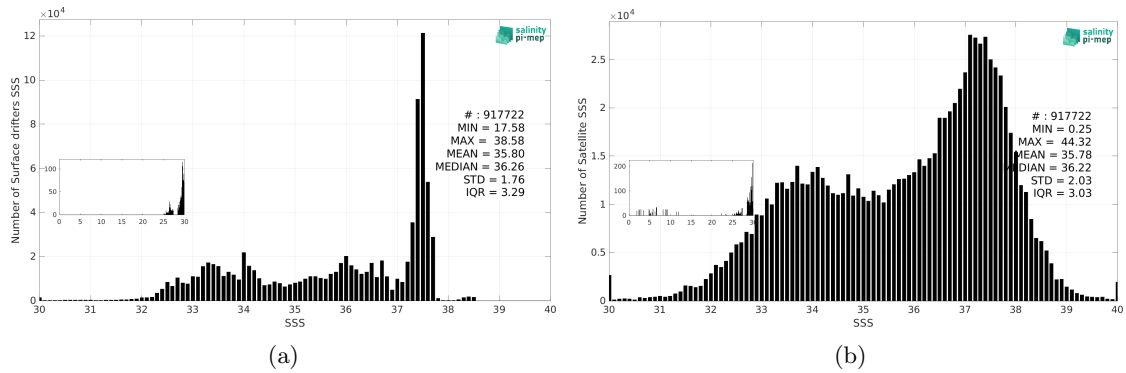 ×10⁴
12
10
8
6
4
2
0
Number of Surface drifters SSS
30 31 32 33 34 35 36 37 38 39 40
SSS
salinity
pi-mep
# : 917722
MIN = 17.58
MAX = 38.58
MEAN = 35.80
MEDIAN = 36.26
STD = 1.76
IQR = 3.29
100
50
0
0 5 10 15 20 25 30
(a)
×10⁴
2.5
2
1.5
1
0.5
0
Number of Satellite SSS
30 31 32 33 34 35 36 37 38 39 40
SSS
salinity
pi-mep
# : 917722
MIN = 0.25
MAX = 44.32
MEAN = 35.78
MEDIAN = 36.22
STD = 2.03
IQR = 3.03
200
100
0
0 5 10 15 20 25 30
(b)